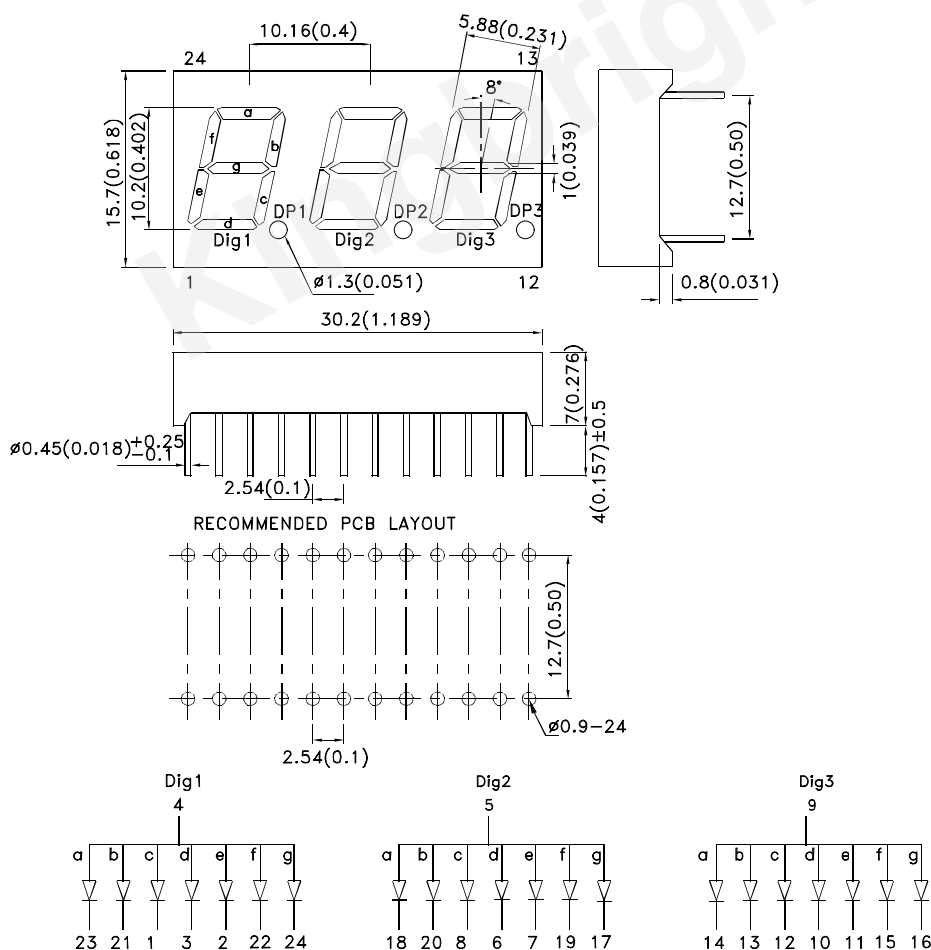 Kingbright
10.16(0.4)
5.88(0.231)
24
13
8°
15.7(0.618)
10.2(0.402)
a
f
b
g
e
c
d
DP1
DP2
DP3
Dig1
Dig2
Dig3
1(0.039)
12.7(0.50)
1
ø1.3(0.051)
12
0.8(0.031)
30.2(1.189)
7(0.276)
ø0.45(0.018)+0.25
−0.1
4(0.157)±0.5
2.54(0.1)
RECOMMENDED PCB LAYOUT
12.7(0.50)
ø0.9−24
2.54(0.1)
Dig1
4
a b c d e f g
23 21 1 3 2 22 24
Dig2
5
a b c d e f g
18 20 8 6 7 19 17
Dig3
9
a b c d e f g
14 13 12 10 11 15 16